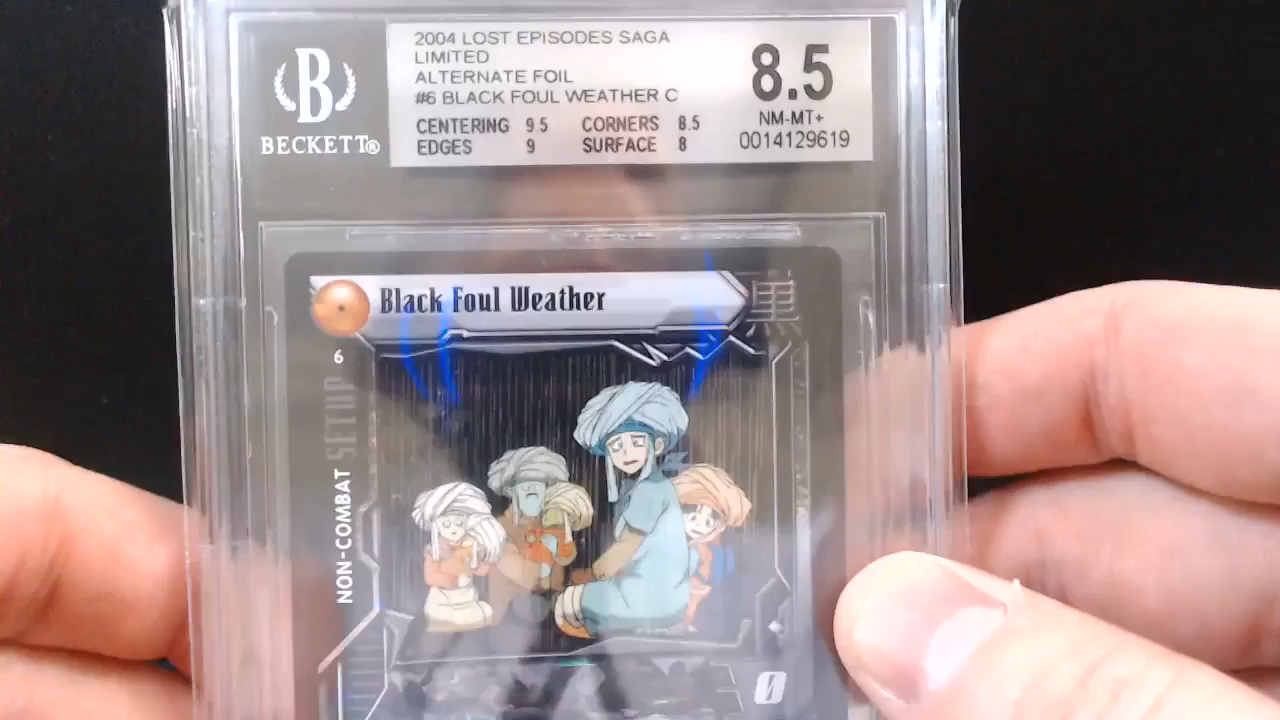 B
BECKETT®
2004 LOST EPISODES SAGA
LIMITED
ALTERNATE FOIL
#6 BLACK FOUL WEATHER C
CENTERING 9.5 CORNERS 8.5
EDGES 9 SURFACE 8
8.5
NM-MT+
0014129619
Black Foul Weather
黒
6
NON-COMBAT SETUP
0